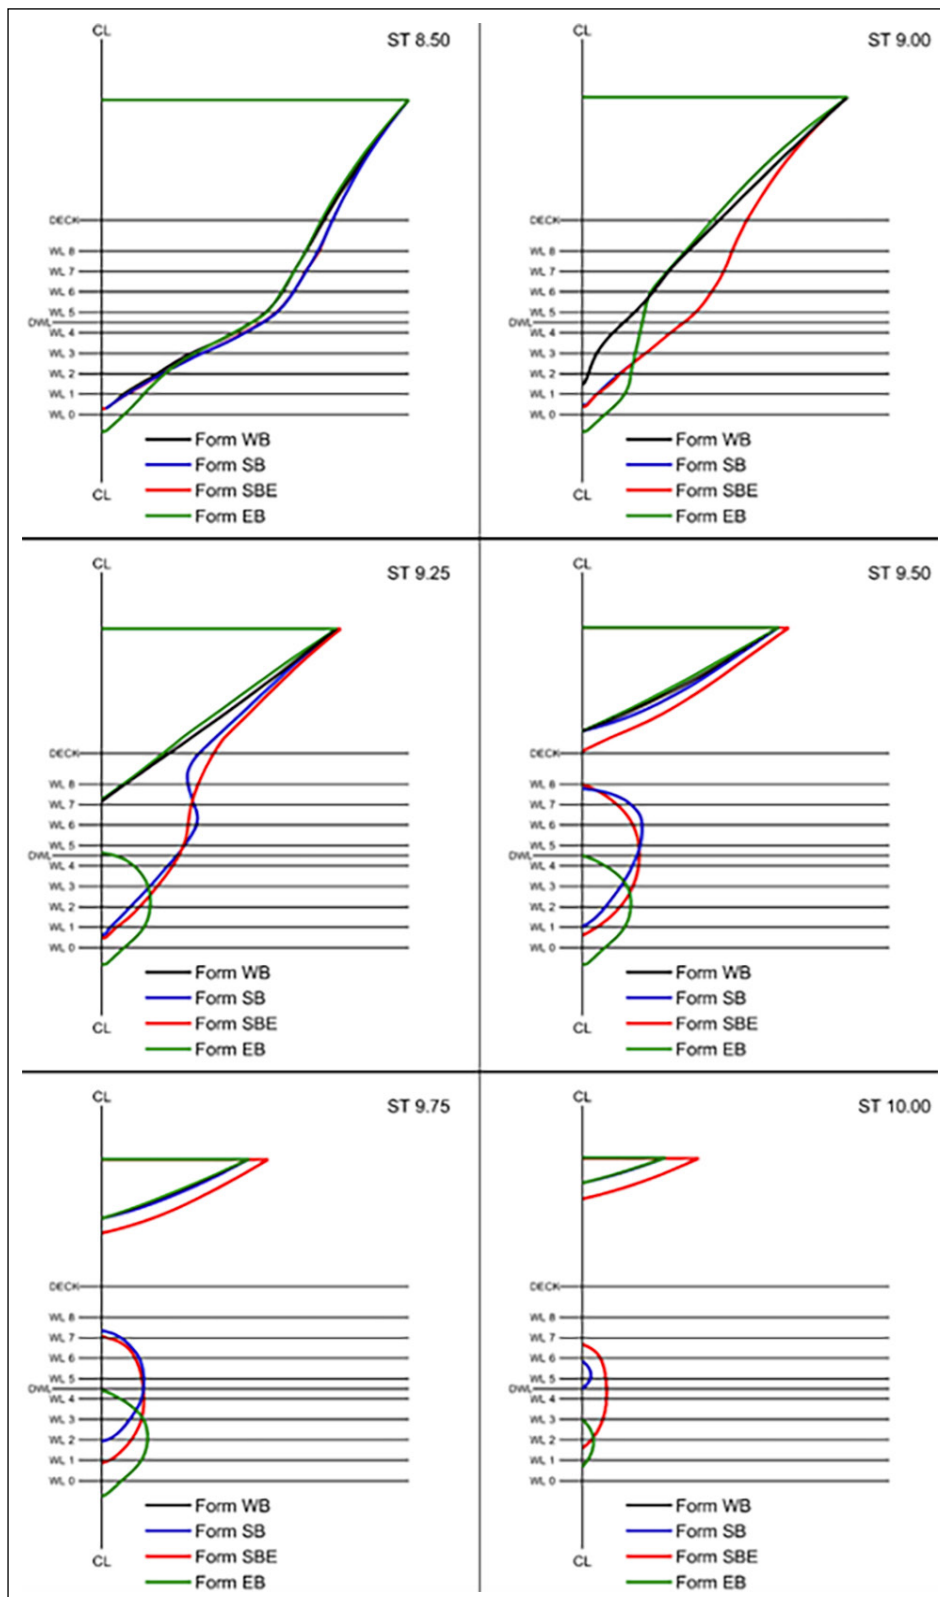 CL
ST 8.50
DECK
WL 8
WL 7
WL 6
WL 5
DWL
WL 4
WL 3
WL 2
WL 1
WL 0
Form WB
Form SB
Form SBE
Form EB
CL
CL
ST 9.00
DECK
WL 8
WL 7
WL 6
WL 5
DWL
WL 4
WL 3
WL 2
WL 1
WL 0
Form WB
Form SB
Form SBE
Form EB
CL
CL
ST 9.25
DECK
WL 8
WL 7
WL 6
WL 5
DWL
WL 4
WL 3
WL 2
WL 1
WL 0
Form WB
Form SB
Form SBE
Form EB
CL
CL
ST 9.50
DECK
WL 8
WL 7
WL 6
WL 5
DWL
WL 4
WL 3
WL 2
WL 1
WL 0
Form WB
Form SB
Form SBE
Form EB
CL
CL
ST 9.75
DECK
WL 8
WL 7
WL 6
WL 5
DWL
WL 4
WL 3
WL 2
WL 1
WL 0
Form WB
Form SB
Form SBE
Form EB
CL
CL
ST 10.00
DECK
WL 8
WL 7
WL 6
WL 5
DWL
WL 4
WL 3
WL 2
WL 1
WL 0
Form WB
Form SB
Form SBE
Form EB
CL